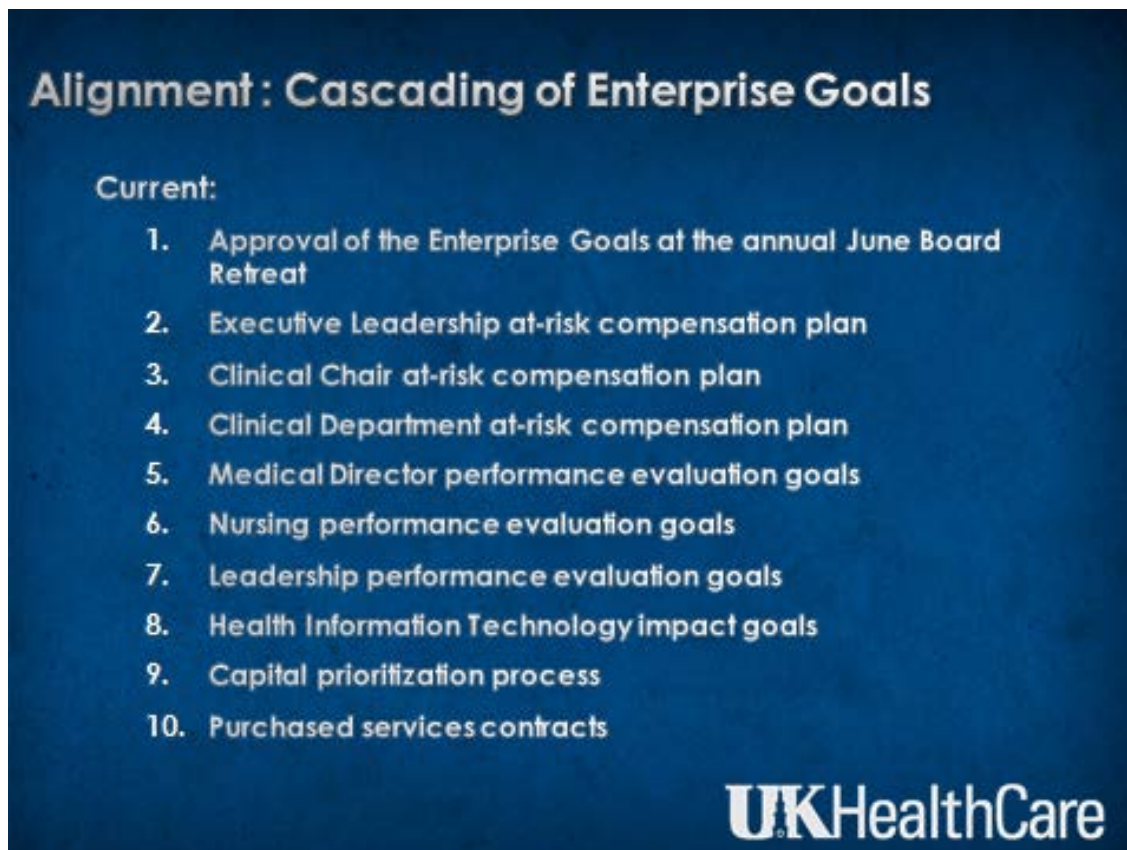 Alignment : Cascading of Enterprise Goals
Current:
1. Approval of the Enterprise Goals at the annual June Board
Retreat
2. Executive Leadership at-risk compensation plan
3. Clinical Chair at-risk compensation plan
4. Clinical Department at-risk compensation plan
5. Medical Director performance evaluation goals
6. Nursing performance evaluation goals
7. Leadership performance evaluation goals
8. Health Information Technology impact goals
9. Capital prioritization process
10. Purchased services contracts
UKHealthCare